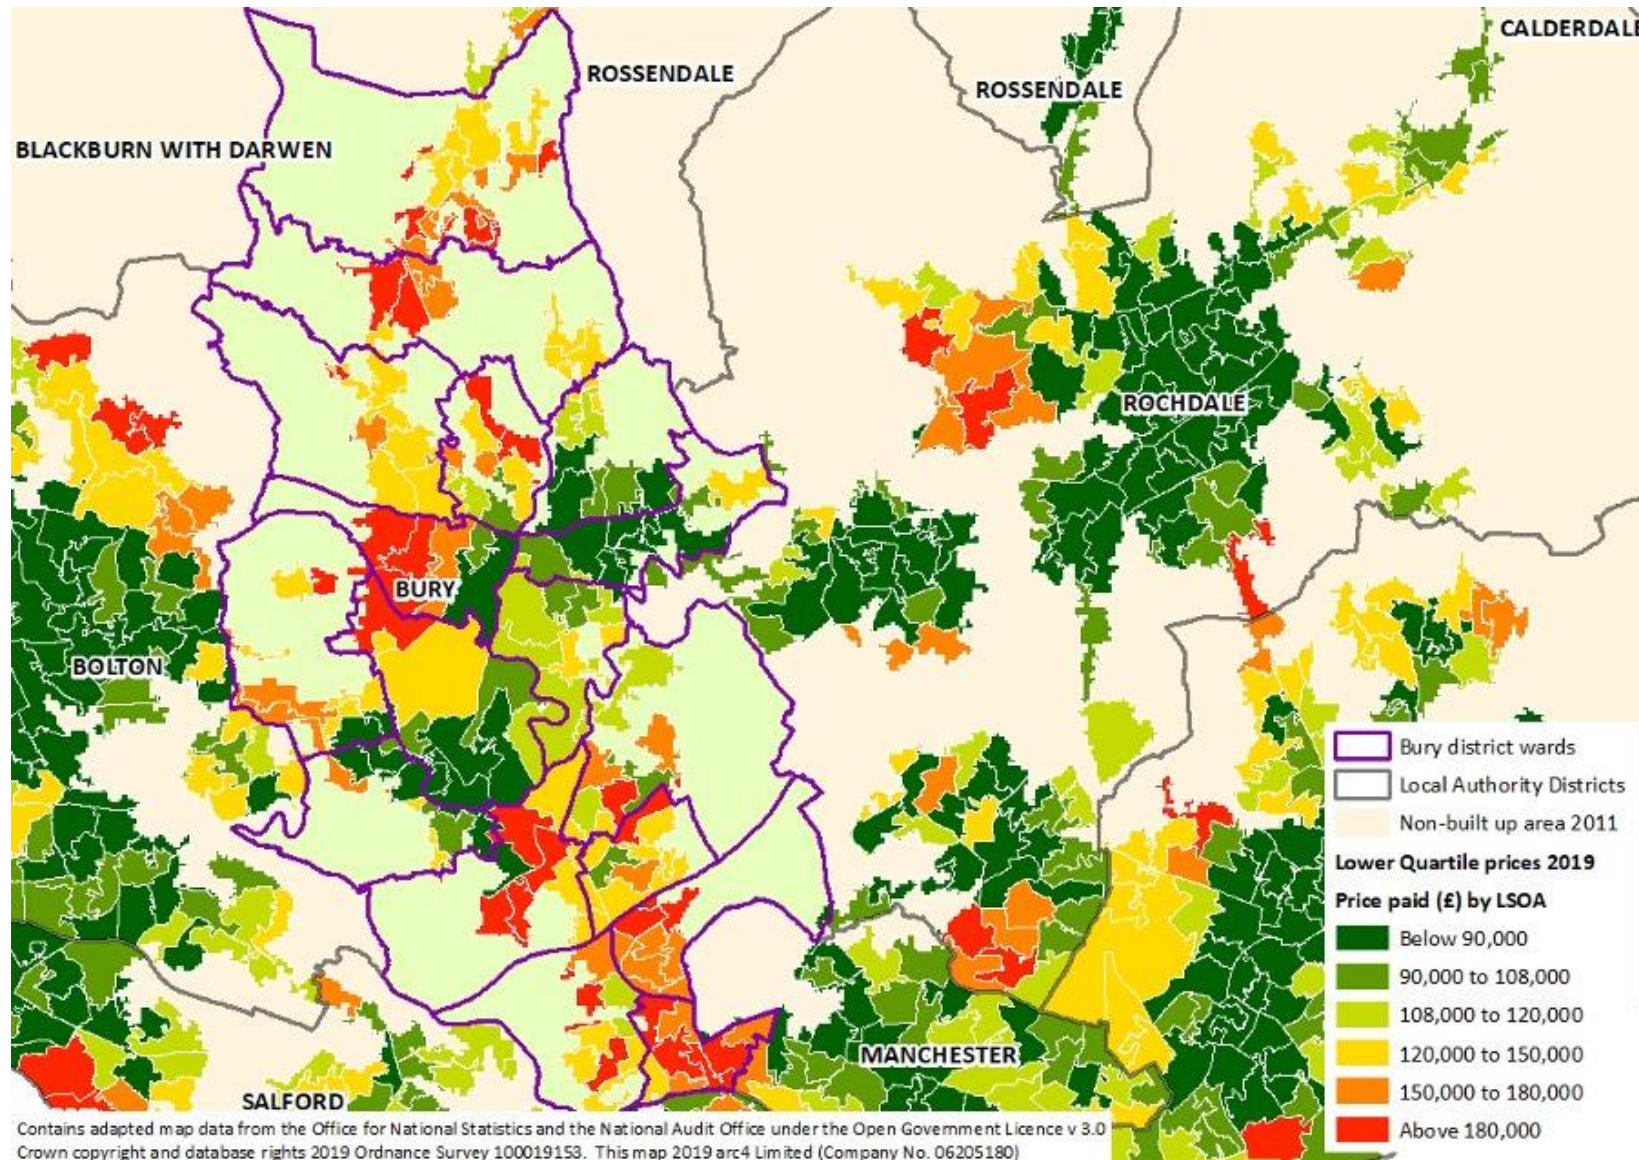 CALDERDALE
ROSSENDALE
ROSSENDALE
BLACKBURN WITH DARWEN
ROCHDALE
BURY
BOLTON
MANCHESTER
SALFORD
Bury district wards
Local Authority Districts
Non-built up area 2011
Lower Quartile prices 2019
Price paid (£) by LSOA
Below 90,000
90,000 to 108,000
108,000 to 120,000
120,000 to 150,000
150,000 to 180,000
Above 180,000
Contains adapted map data from the Office for National Statistics and the National Audit Office under the Open Government Licence v 3.0
Crown copyright and database rights 2019 Ordnance Survey 100019153. This map 2019 arc4 Limited (Company No. 06205180)